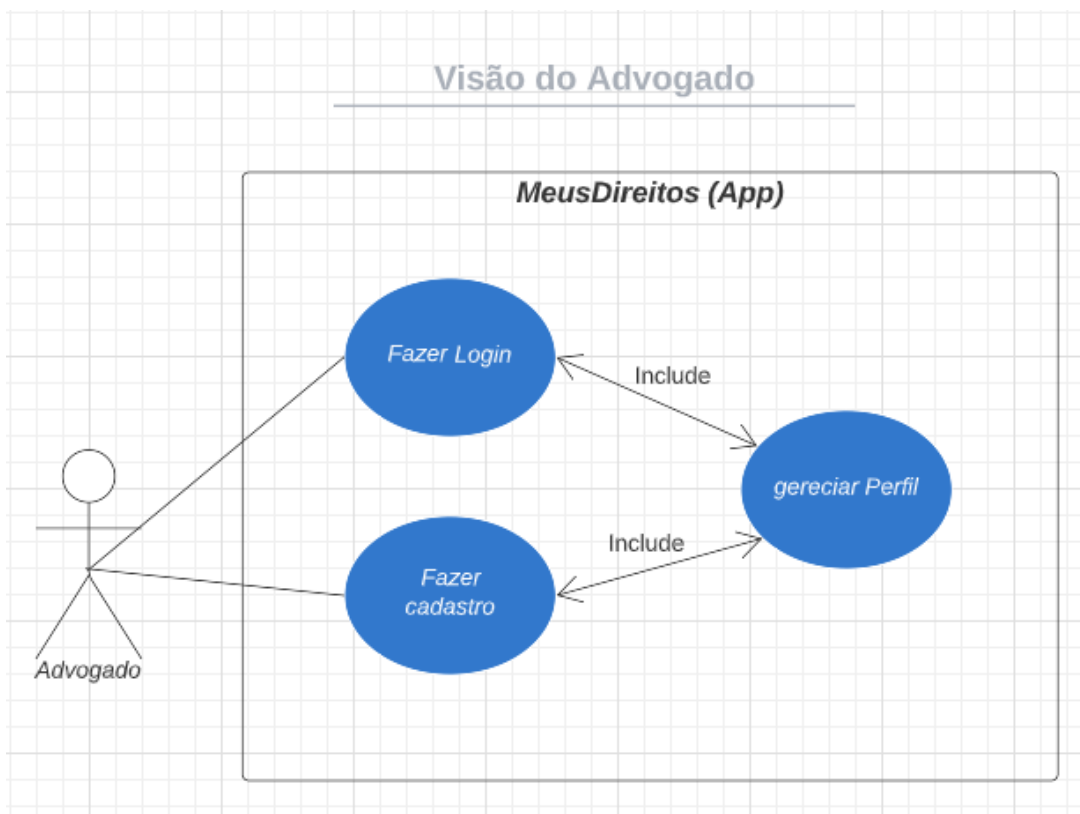 Visão do Advogado
MeusDireitos (App)
Fazer Login
Include
gereciar Perfil
Include
Fazer
cadastro
Advogado